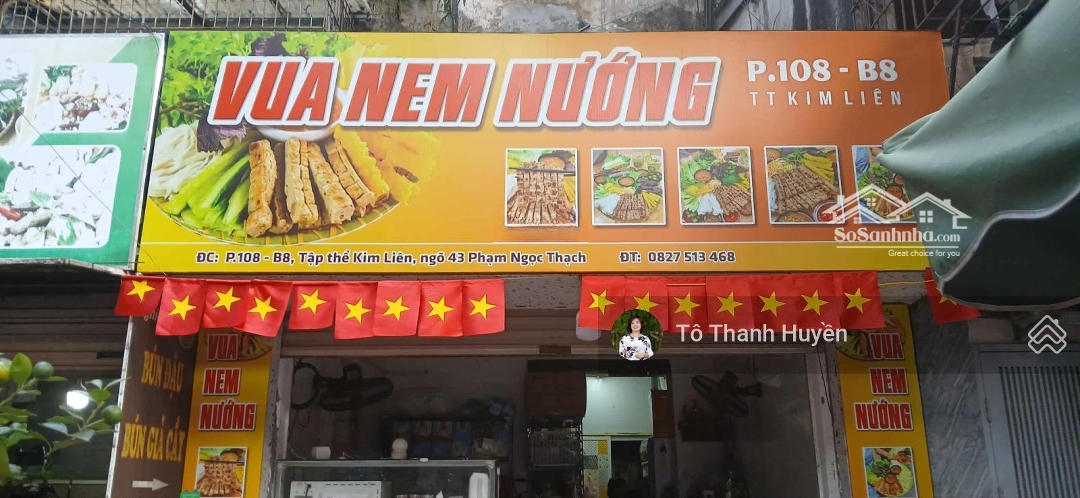 VUA NEM NƯỚNG
P.108 - B8
TT KIM LIÊN
ĐC: P.108 - B8, Tập thể Kim Liên, ngõ 43 Phạm Ngọc Thạch ĐT: 0827 513 468
SoSanhnha.com
Great choice for you
Tô Thanh Huyền
VUA
NEM
NƯỚNG
BÚN ĐẬU
BÚN GIẢ CẦY
VUA
NEM
NƯỚNG